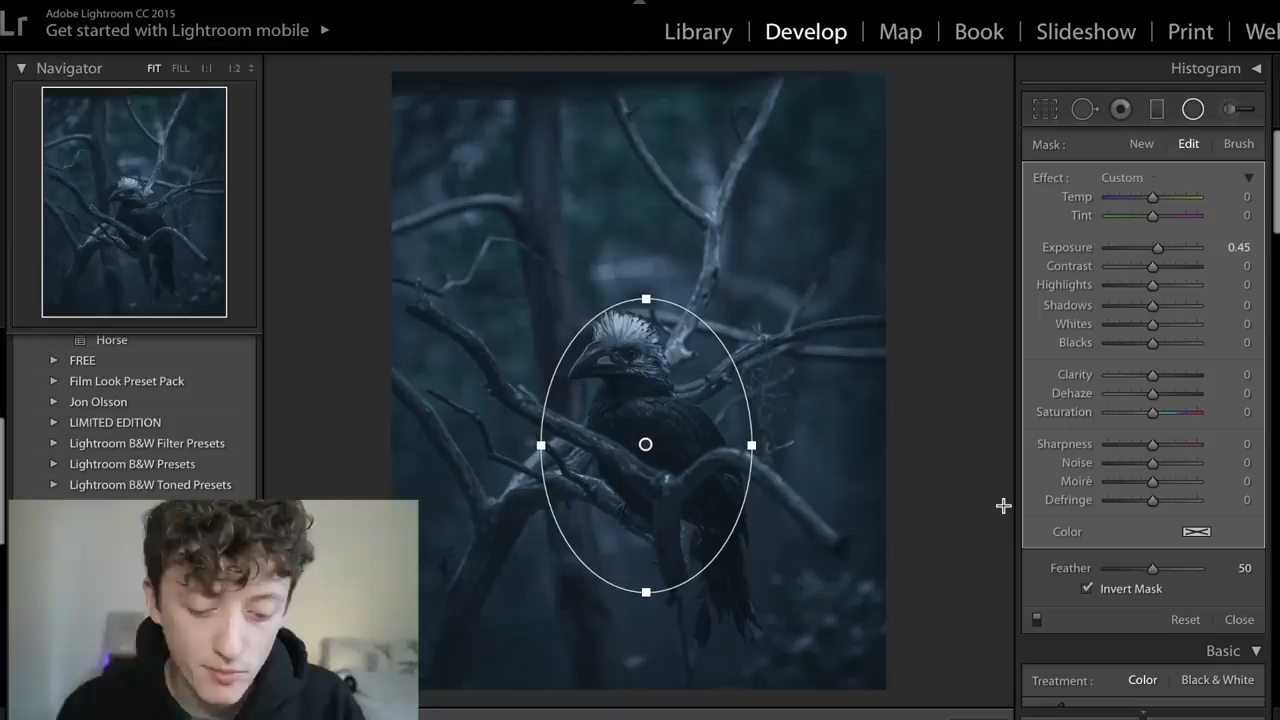 Lr
Adobe Lightroom CC 2015
Get started with Lightroom mobile
Library | Develop | Map | Book | Slideshow | Print | Web
Navigator FIT FILL 1:1 1:2
Histogram
Mask : New Edit Brush
Effect : Custom
Temp 0
Tint 0
Exposure 0.45
Contrast 0
Highlights 0
Shadows 0
Whites 0
Blacks 0
Clarity 0
Dehaze 0
Saturation 0
Sharpness 0
Noise 0
Moiré 0
Defringe 0
Color
Feather 50
Invert Mask
Reset Close
Basic
Treatment : Color Black & White
Horse
FREE
Film Look Preset Pack
Jon Olsson
LIMITED EDITION
Lightroom B&W Filter Presets
Lightroom B&W Presets
Lightroom B&W Toned Presets